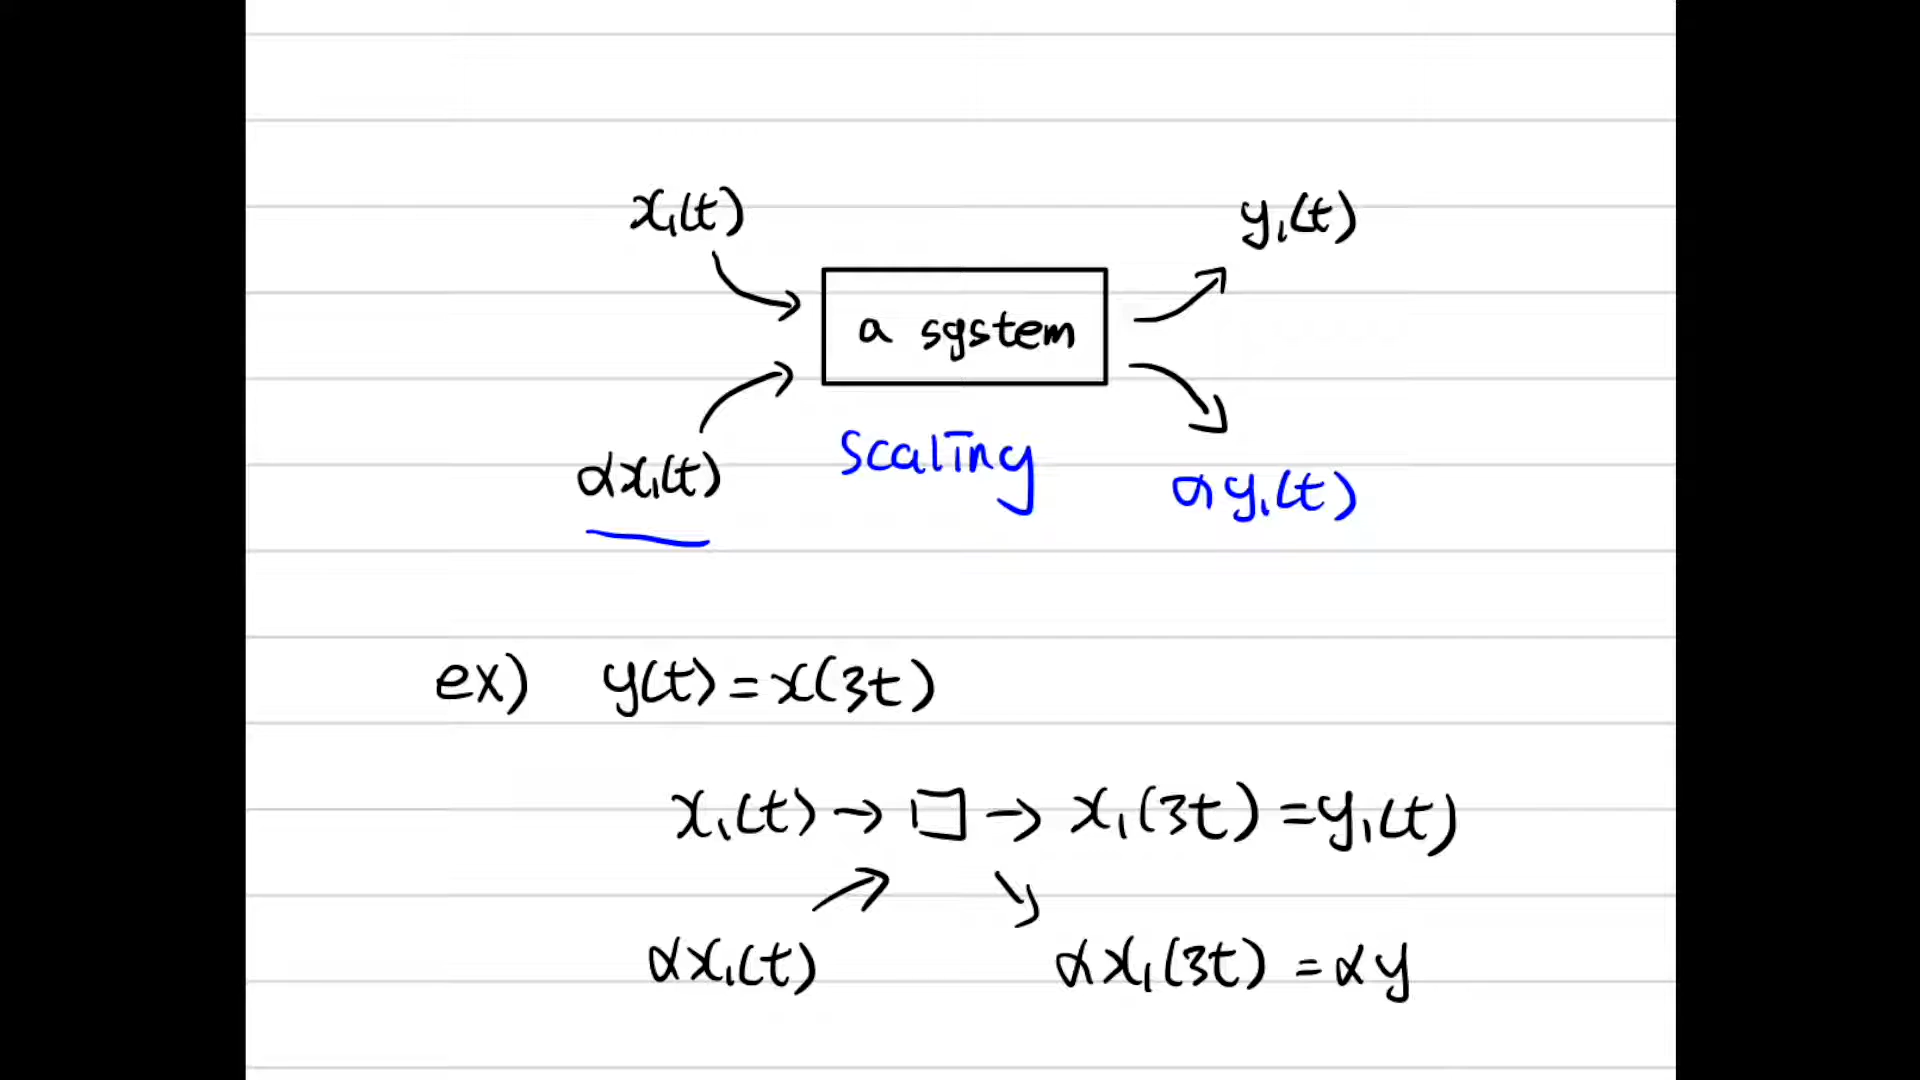 x₁(t) y₁(t)
a system
αx₁(t) scaling αy₁(t)
ex) y(t)=x(3t)
x₁(t)→□→x₁(3t)=y₁(t)
αx₁(t) αx₁(3t)=αy